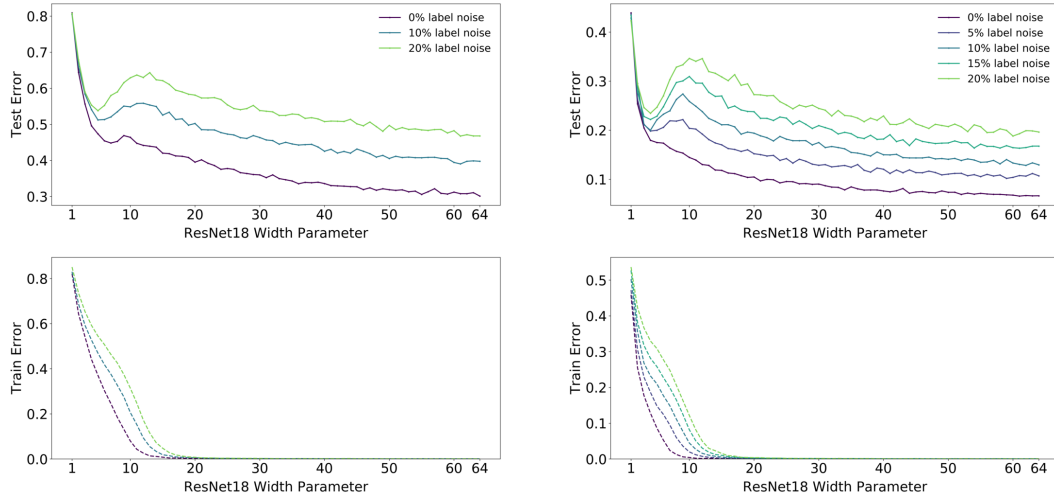 0.8
0.7
0.6
0.5
0.4
0.3
Test Error
1 10 20 30 40 50 60 64
ResNet18 Width Parameter
0% label noise
10% label noise
20% label noise
0.4
0.3
0.2
0.1
Test Error
1 10 20 30 40 50 60 64
ResNet18 Width Parameter
0% label noise
5% label noise
10% label noise
15% label noise
20% label noise
0.8
0.6
0.4
0.2
0.0
Train Error
1 10 20 30 40 50 60 64
ResNet18 Width Parameter
0.5
0.4
0.3
0.2
0.1
0.0
Train Error
1 10 20 30 40 50 60 64
ResNet18 Width Parameter